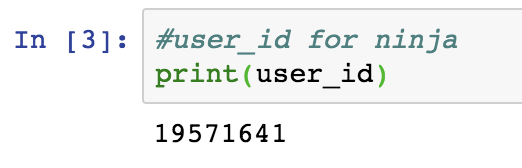 In [3]: #user_id for ninja
print(user_id)
19571641